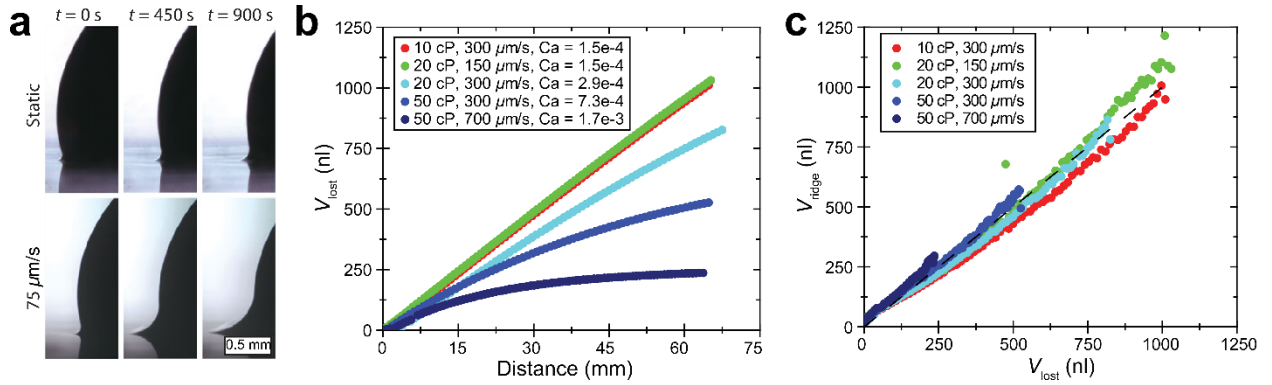 a
t = 0 s
t = 450 s
t = 900 s
Static
75 µm/s
0.5 mm
b
1250
1000
750
500
250
0
V lost (nl)
10 cP, 300 µm/s, Ca = 1.5e-4
20 cP, 150 µm/s, Ca = 1.5e-4
20 cP, 300 µm/s, Ca = 2.9e-4
50 cP, 300 µm/s, Ca = 7.3e-4
50 cP, 700 µm/s, Ca = 1.7e-3
0 15 30 45 60 75
Distance (mm)
c
1250
1000
750
500
250
0
V ridge (nl)
10 cP, 300 µm/s
20 cP, 150 µm/s
20 cP, 300 µm/s
50 cP, 300 µm/s
50 cP, 700 µm/s
0 250 500 750 1000 1250
V lost (nl)